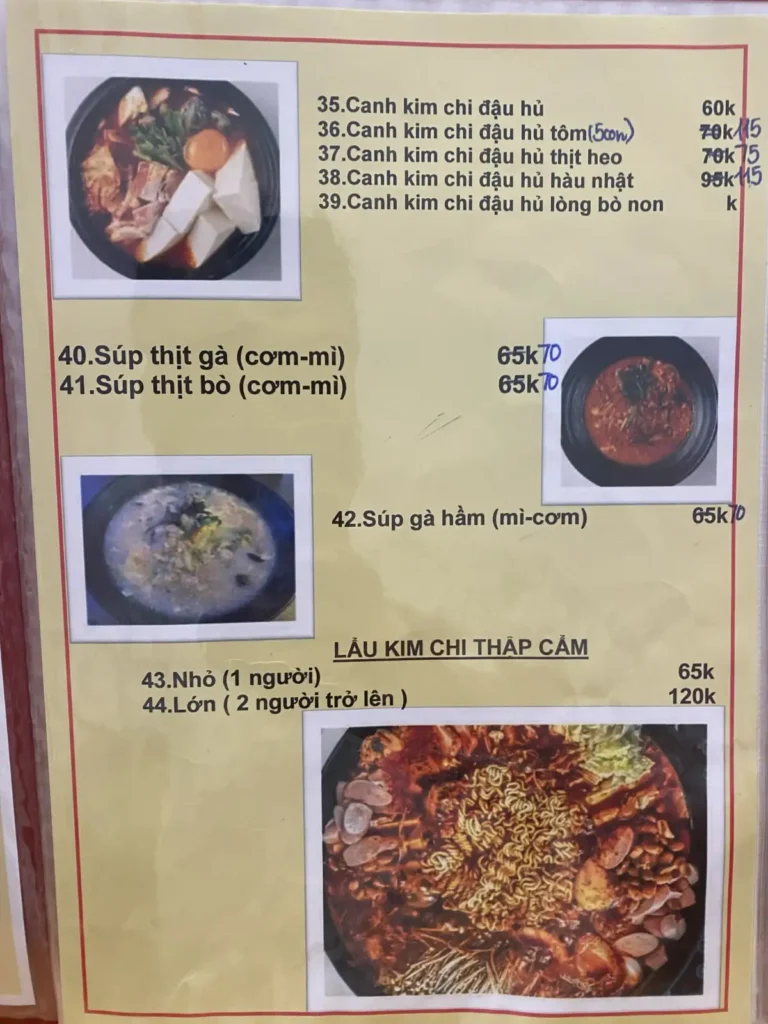 35.Canh kim chi đậu hủ 60k
36.Canh kim chi đậu hủ tôm (5con) 70k 115
37.Canh kim chi đậu hủ thịt heo 70k 75
38.Canh kim chi đậu hủ hàu nhật 95k 115
39.Canh kim chi đậu hủ lòng bò non k
40.Súp thịt gà (cơm-mì) 65k 70
41.Súp thịt bò (cơm-mì) 65k 70
42.Súp gà hầm (mì-cơm) 65k 70
LẨU KIM CHI THẬP CẨM
43.Nhỏ (1 người) 65k
44.Lớn ( 2 người trở lên ) 120k